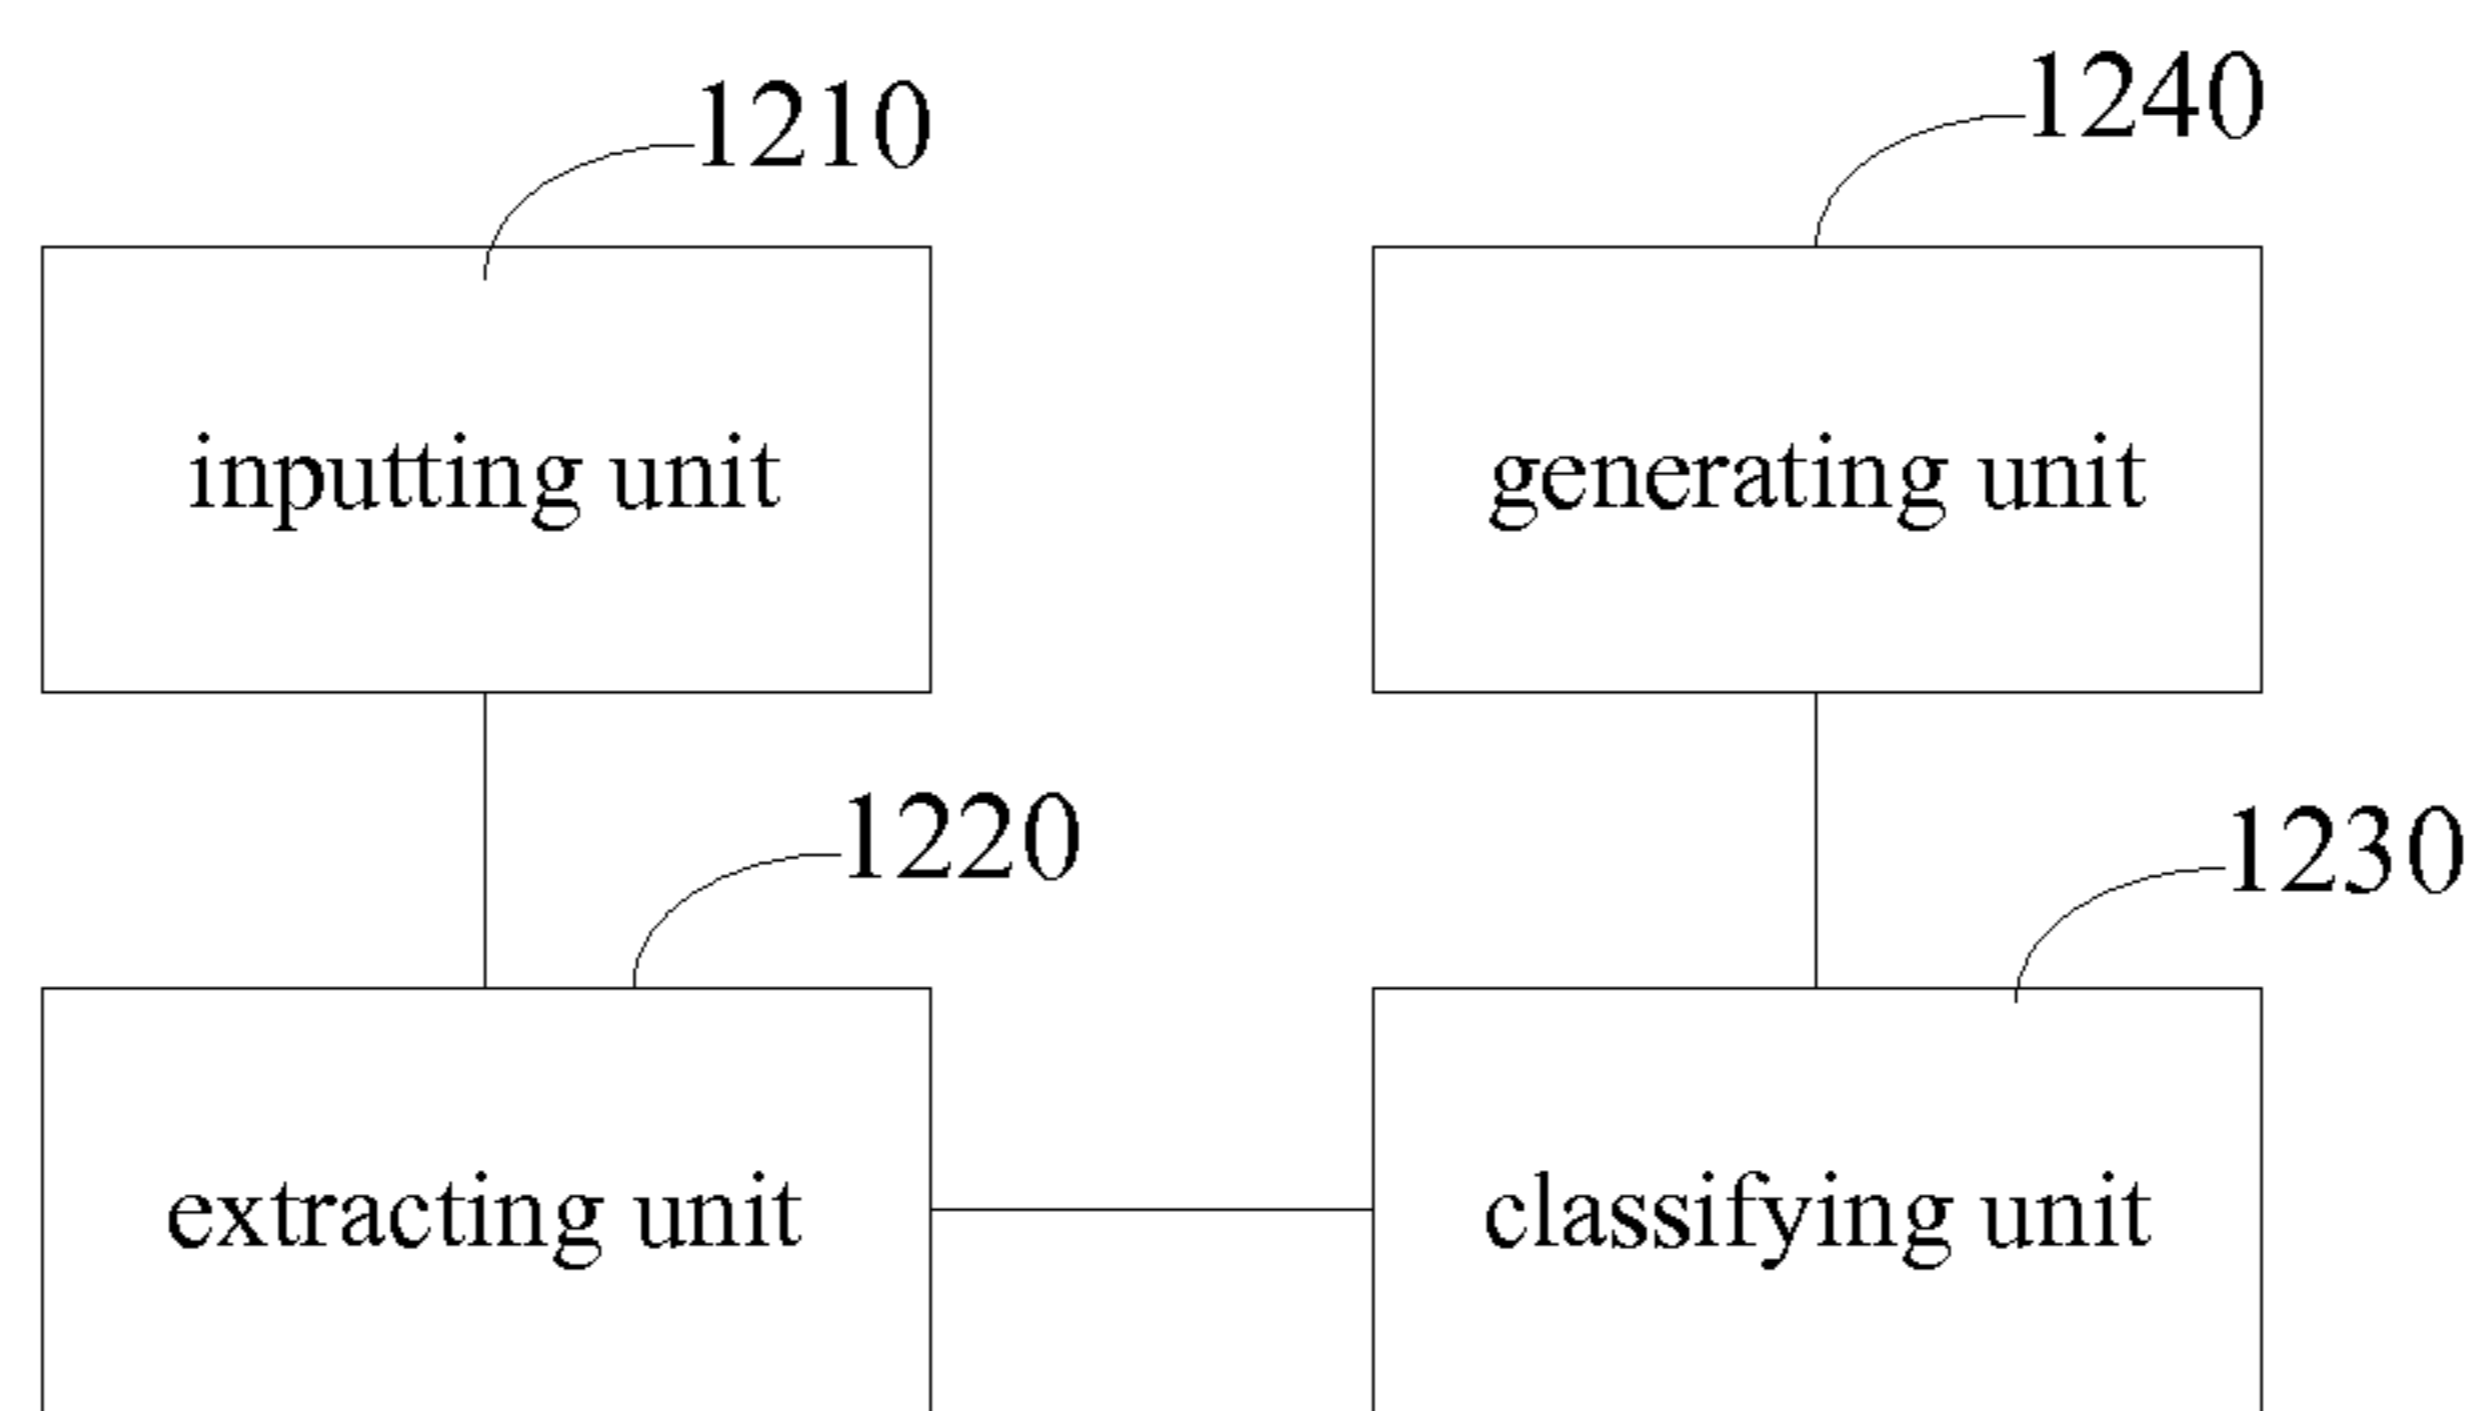 1210
1240
inputting unit
generating unit
1220
1230
extracting unit
classifying unit